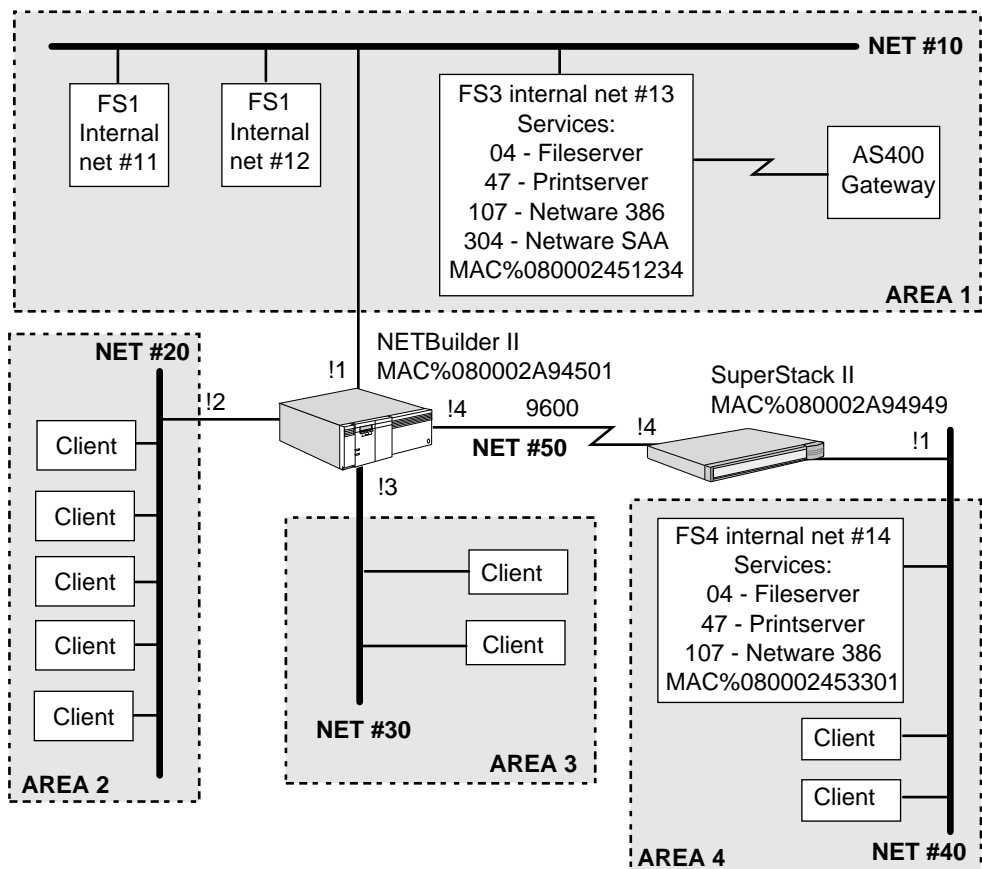 NET #10
FS1
Internal
net #11
FS1
Internal
net #12
FS3 internal net #13
Services:
04 - Fileserver
47 - Printserver
107 - Netware 386
304 - Netware SAA
MAC%080002451234
AS400
Gateway
AREA 1
NET #20
!1
NETBuilder II
MAC%080002A94501
SuperStack II
MAC%080002A94949
!2
!4
9600
NET #50
!4
!1
!3
Client
Client
Client
Client
Client
AREA 2
Client
Client
NET #30
AREA 3
FS4 internal net #14
Services:
04 - Fileserver
47 - Printserver
107 - Netware 386
MAC%080002453301
Client
Client
AREA 4
NET #40